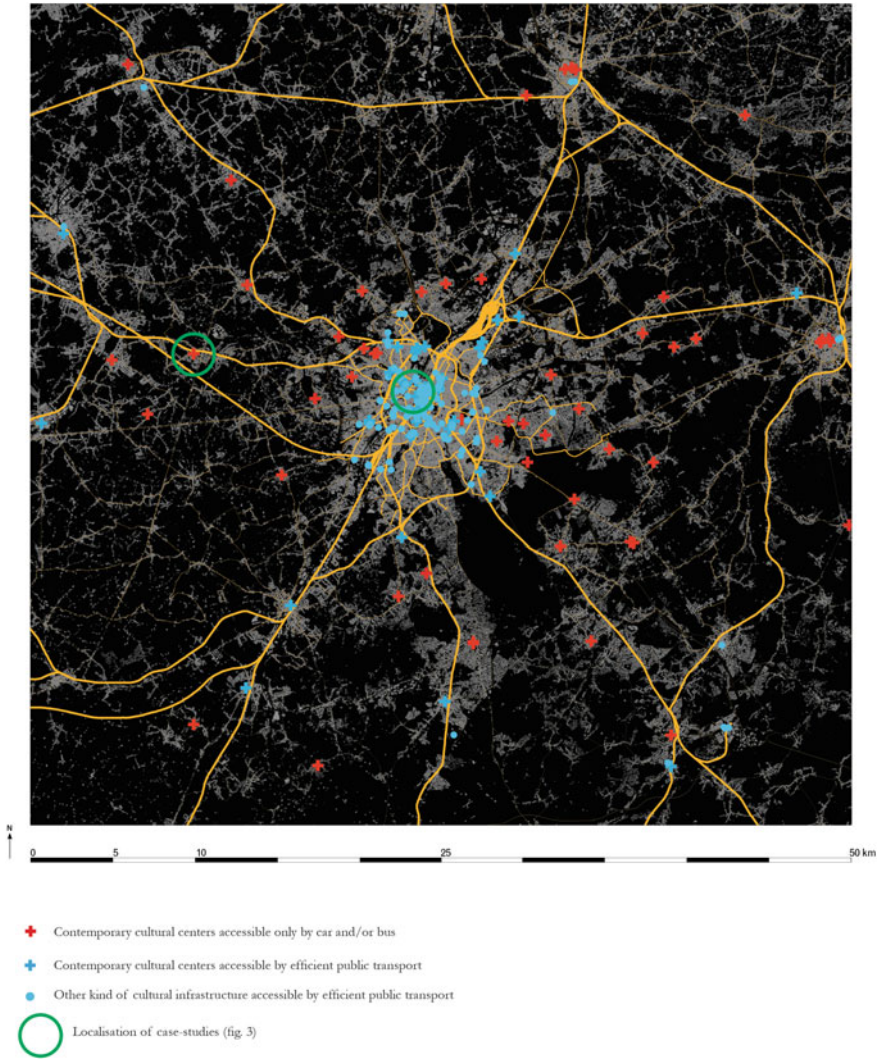 N
0 5 10 25 50 km
Contemporary cultural centers accessible only by car and/or bus
Contemporary cultural centers accessible by efficient public transport
Other kind of cultural infrastructure accessible by efficient public transport
Localisation of case-studies (fig. 3)